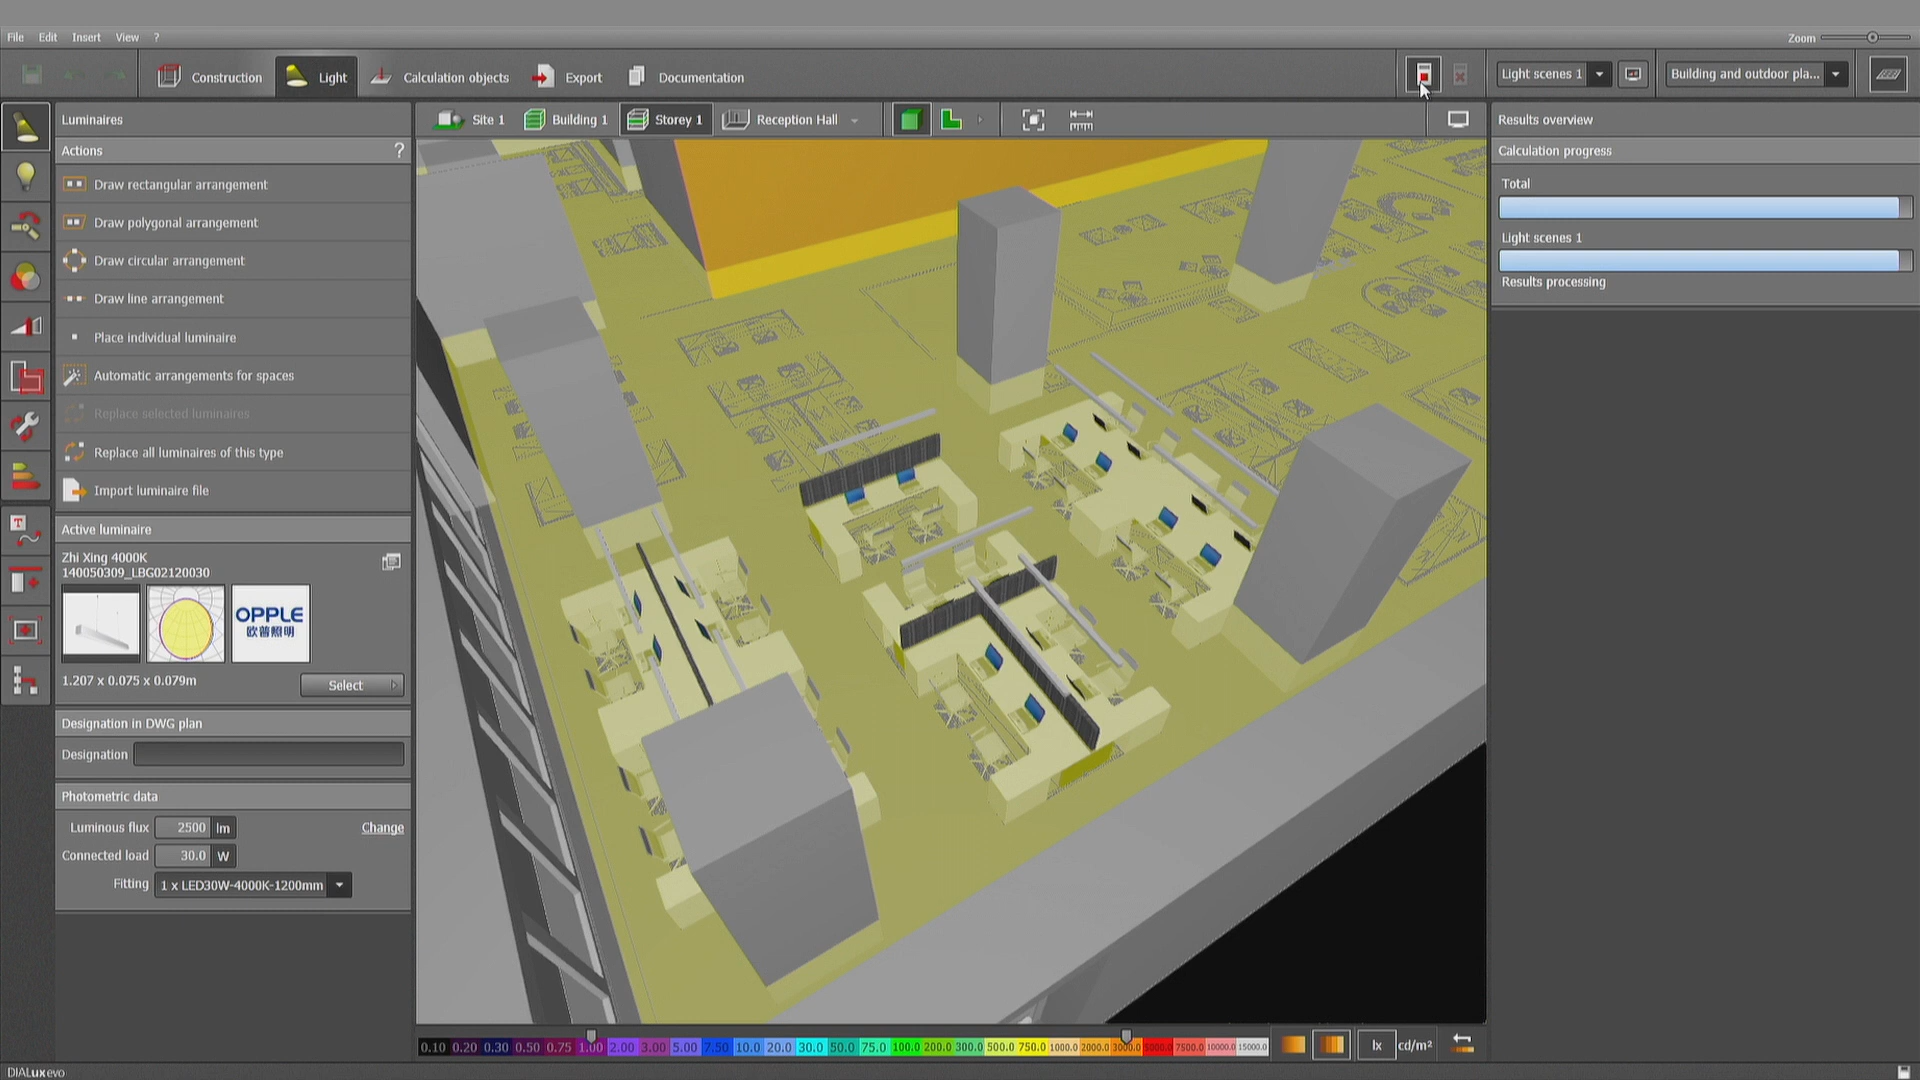 File Edit Insert View ?
Zoom
Construction Light Calculation objects Export Documentation
Light scenes 1
Building and outdoor pla...
Luminaires
Site 1 Building 1 Storey 1 Reception Hall
Results overview
Actions ?
Calculation progress
Draw rectangular arrangement
Total
Draw polygonal arrangement
Light scenes 1
Draw circular arrangement
Results processing
Draw line arrangement
Place individual luminaire
Automatic arrangements for spaces
Replace selected luminaires
Replace all luminaires of this type
Import luminaire file
Active luminaire
Zhi Xing 4000K
140050309_LBG02120030
OPPLE
欧普照明
1.207 x 0.075 x 0.079m
Select
Designation in DWG plan
Designation
Photometric data
Luminous flux 2500 lm Change
Connected load 30.0 W
Fitting 1 x LED30W-4000K-1200mm
0.10 0.20 0.30 0.50 0.75 1.00 2.00 3.00 5.00 7.50 10.0 20.0 30.0 50.0 75.0 100.0 200.0 300.0 500.0 750.0 1000.0 2000.0 3000.0 5000.0 7500.0 10000.0 15000.0 lx cd/m²
DIALux evo